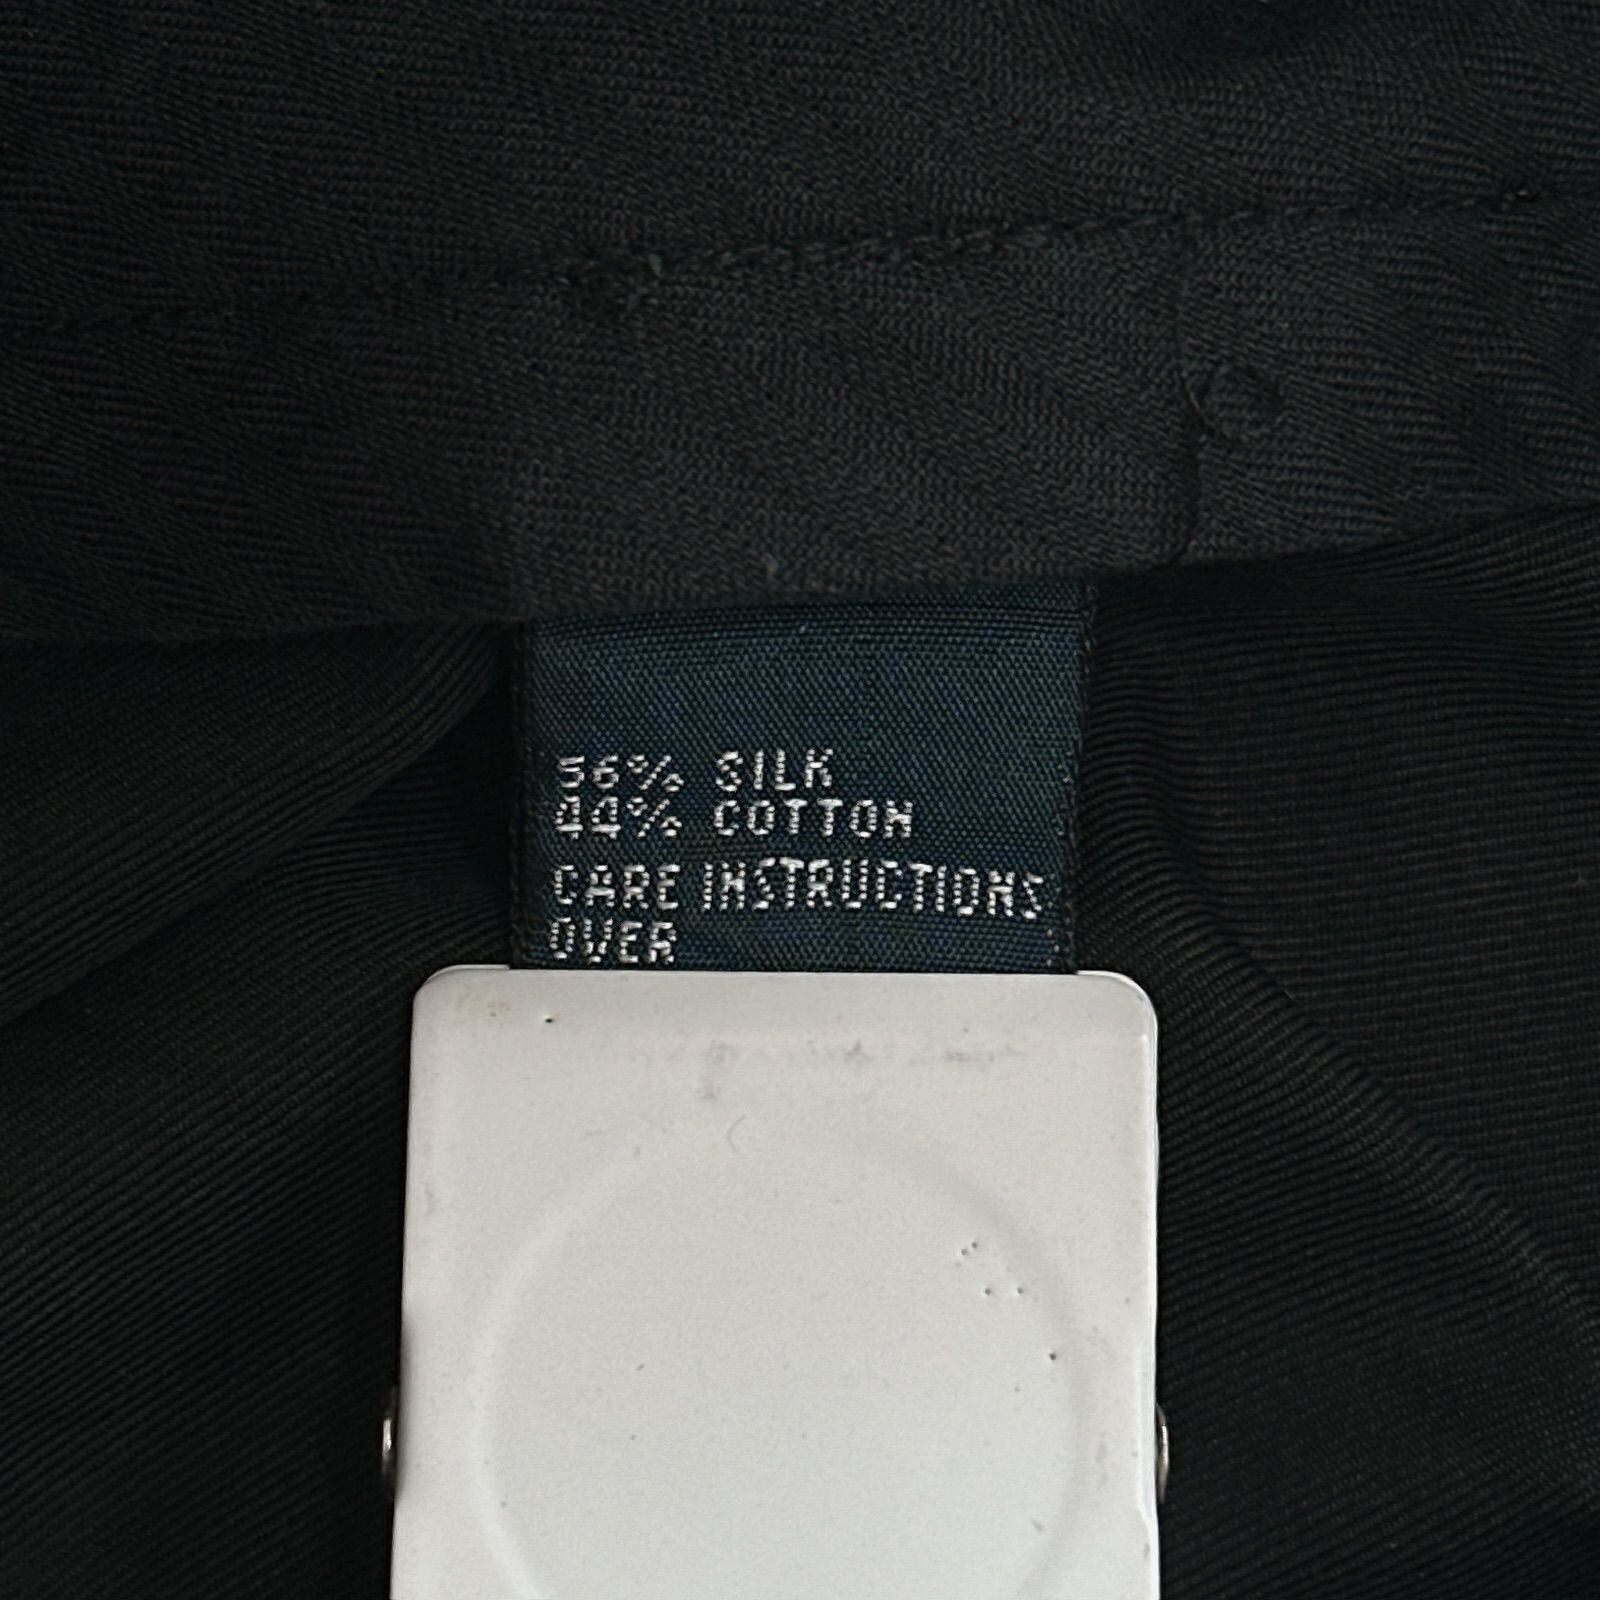 56% SILK
44% COTTON
CARE INSTRUCTIONS
OVER